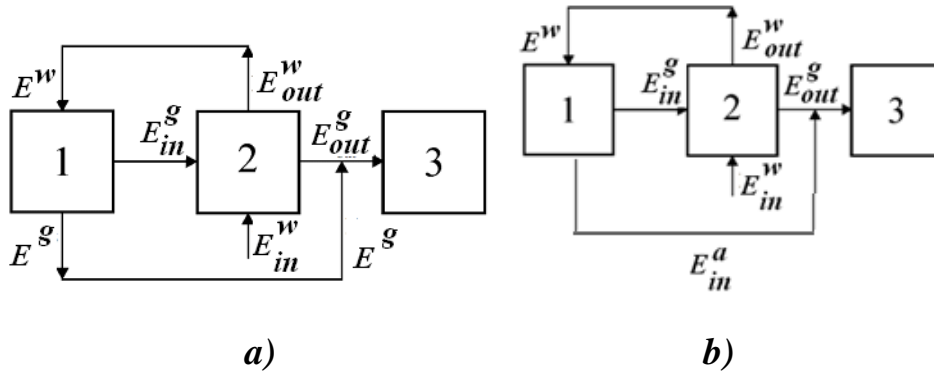 E^w
E^w_out
1
E^g_in
2
E^g_out
3
E^g
E^w_in
E^g
a)
E^w
E^w_out
1
E^g_in
2
E^g_out
3
E^w_in
E^a_in
b)